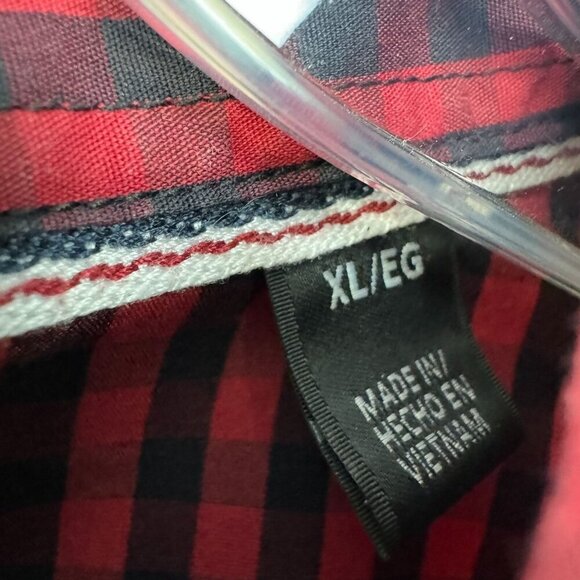 XL/EG
MADE IN/
HECHO EN
VIETNAM